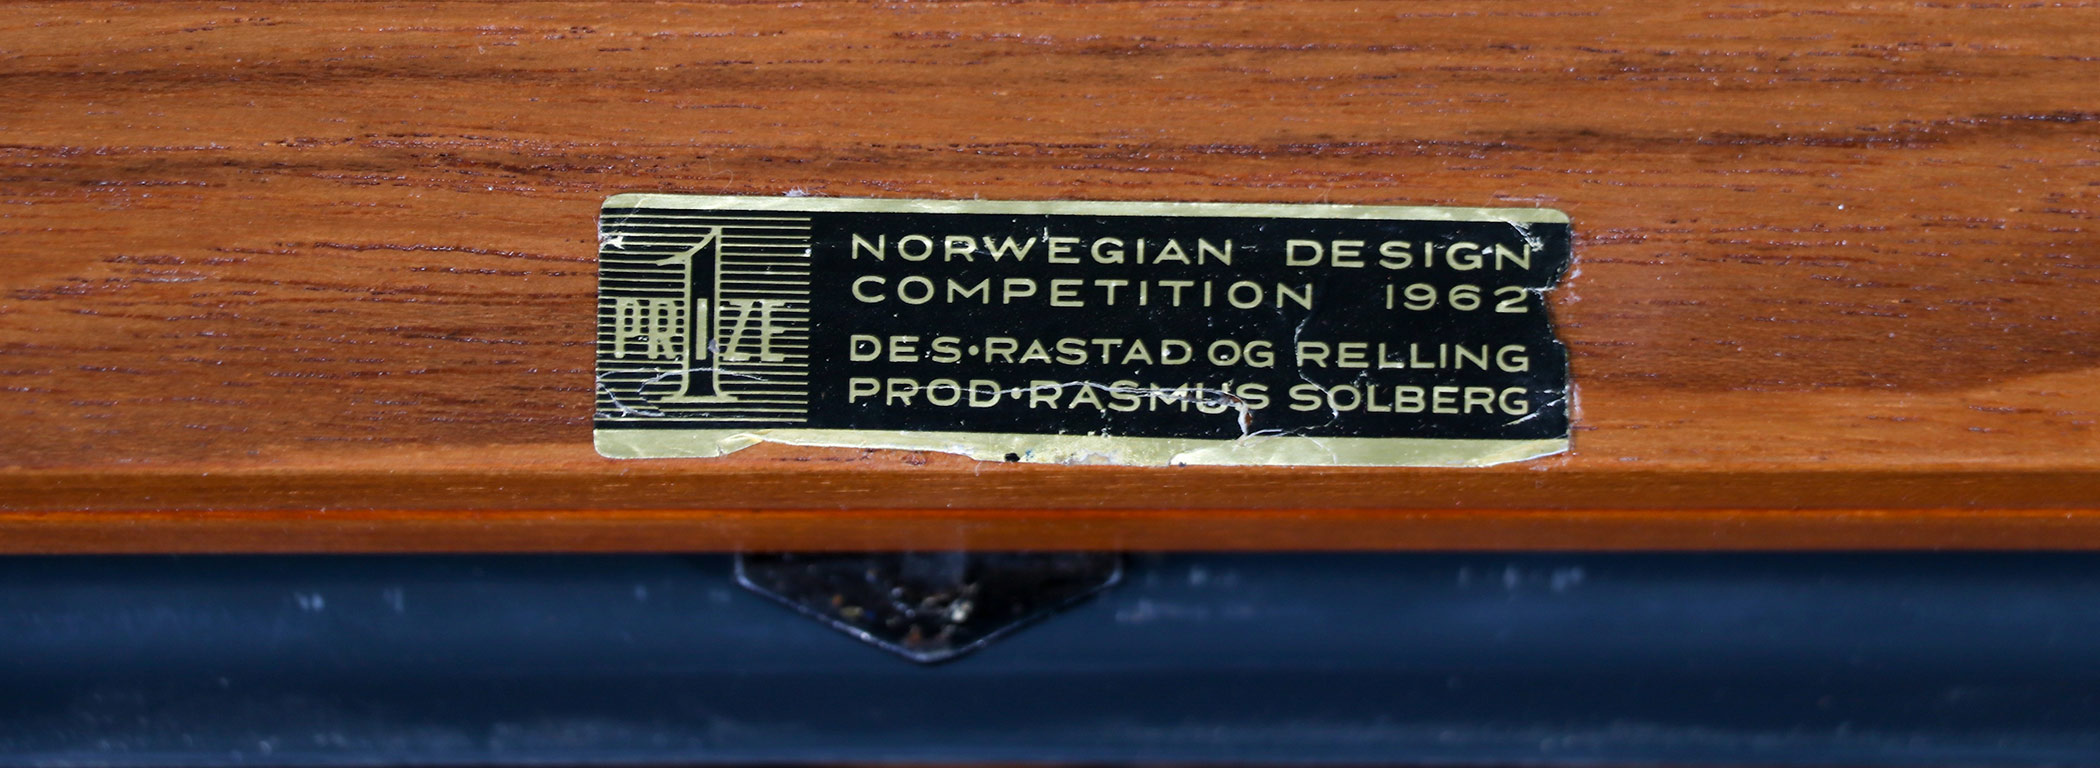 1 PRIZE
NORWEGIAN DESIGN
COMPETITION 1962
DES•RASTAD OG RELLING
PROD•RASMUS SOLBERG